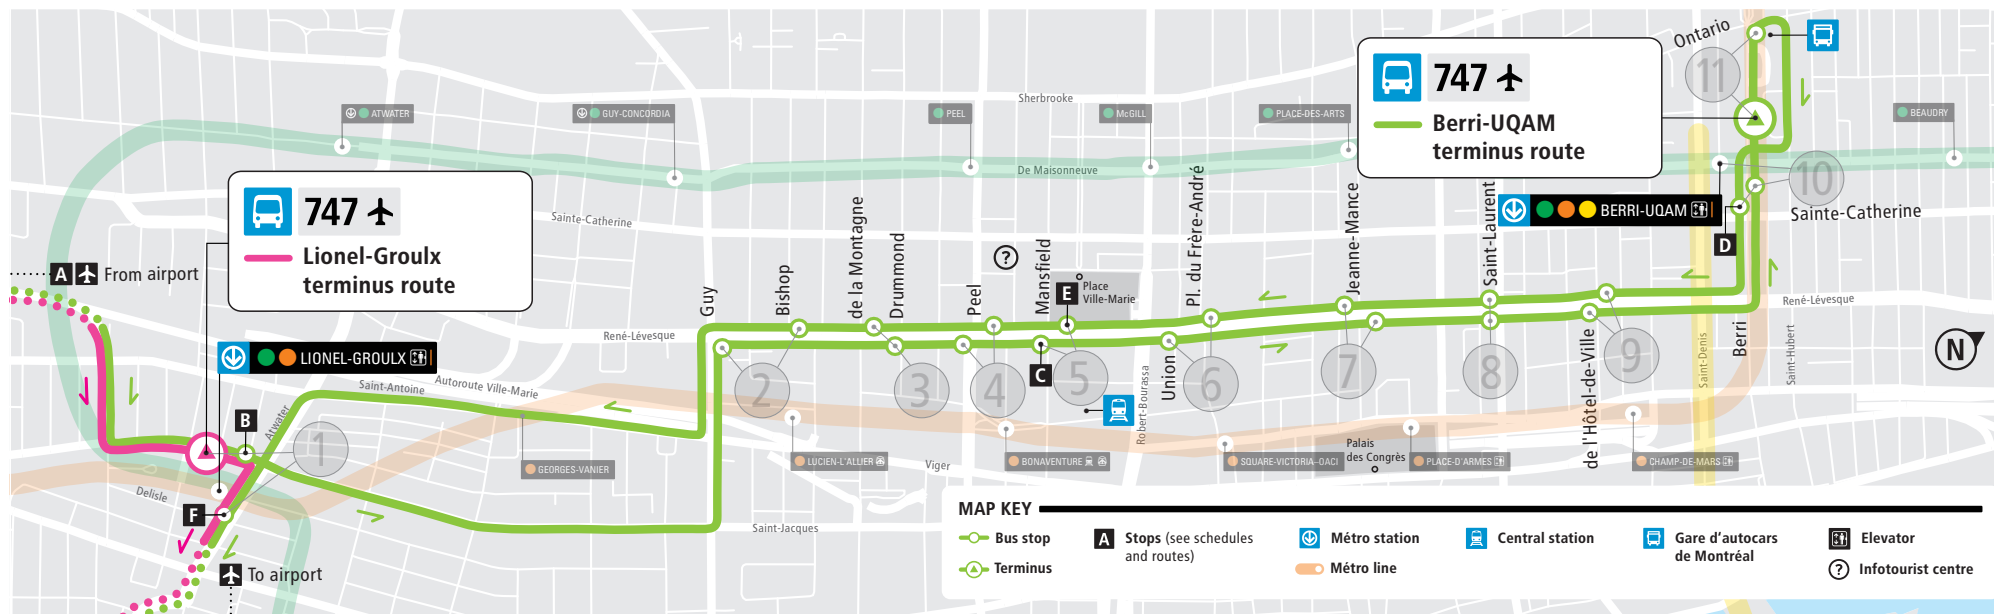 Ontario
11
747
Berri-UQAM
terminus route
Sherbrooke
ATWATER
GUY-CONCORDIA
PEEL
McGILL
PLACE-DES-ARTS
BEAUDRY
De Maisonneuve
10
Sainte-Catherine
BERRI-UQAM
D
747
Lionel-Groulx
terminus route
Sainte-Catherine
A
From airport
Guy
Bishop
de la Montagne
Drummond
Peel
?
Mansfield
E
Place
Ville-Marie
Pl. du Frère-André
Jeanne-Mance
Saint-Laurent
René-Lévesque
René-Lévesque
LIONEL-GROULX
Saint-Antoine
Autoroute Ville-Marie
Atwater
B
1
2
3
4
C
5
Robert-Bourassa
Union
6
7
8
de l'Hôtel-de-Ville
9
Saint-Denis
Berri
Saint-Hubert
N
GEORGES-VANIER
LUCIEN-L'ALLIER
Viger
BONAVENTURE
SQUARE-VICTORIA–OACI
Palais
des Congrès
PLACE-D'ARMES
CHAMP-DE-MARS
Delisle
F
Saint-Jacques
To airport
MAP KEY
Bus stop
Terminus
A
Stops (see schedules
and routes)
Métro station
Métro line
Central station
Gare d'autocars
de Montréal
Elevator
?
Infotourist centre